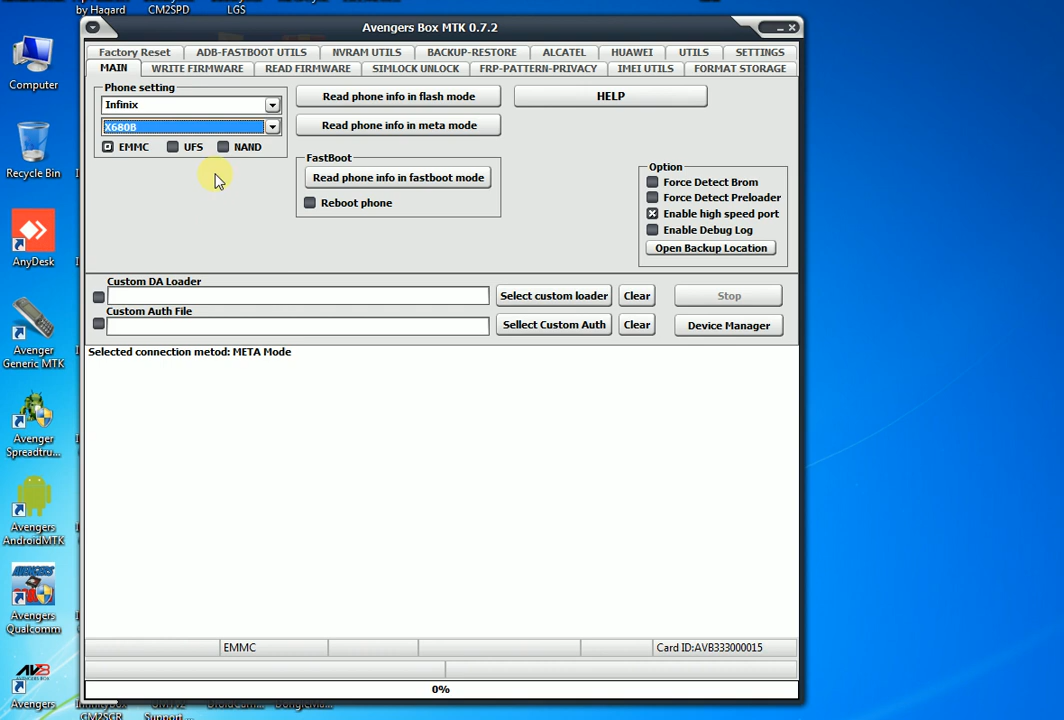 by Hagard
CM2SPD
LGS
Avengers Box MTK 0.7.2
Factory Reset
ADB-FASTBOOT UTILS
NVRAM UTILS
BACKUP-RESTORE
ALCATEL
HUAWEI
UTILS
SETTINGS
MAIN
WRITE FIRMWARE
READ FIRMWARE
SIMLOCK UNLOCK
FRP-PATTERN-PRIVACY
IMEI UTILS
FORMAT STORAGE
Phone setting
Infinix
X680B
EMMC
UFS
NAND
Read phone info in flash mode
Read phone info in meta mode
FastBoot
Read phone info in fastboot mode
Reboot phone
HELP
Option
Force Detect Brom
Force Detect Preloader
Enable high speed port
Enable Debug Log
Open Backup Location
Custom DA Loader
Select custom loader
Clear
Stop
Custom Auth File
Sellect Custom Auth
Clear
Device Manager
Selected connection metod: META Mode
EMMC
Card ID:AVB333000015
0%
Computer
Recycle Bin
AnyDesk
Avenger
Generic MTK
Avenger
Spreadtru...
Avengers
AndroidMTK
Avengers
Qualcomm
AVB
Avengers
CM2SCR
Support ...